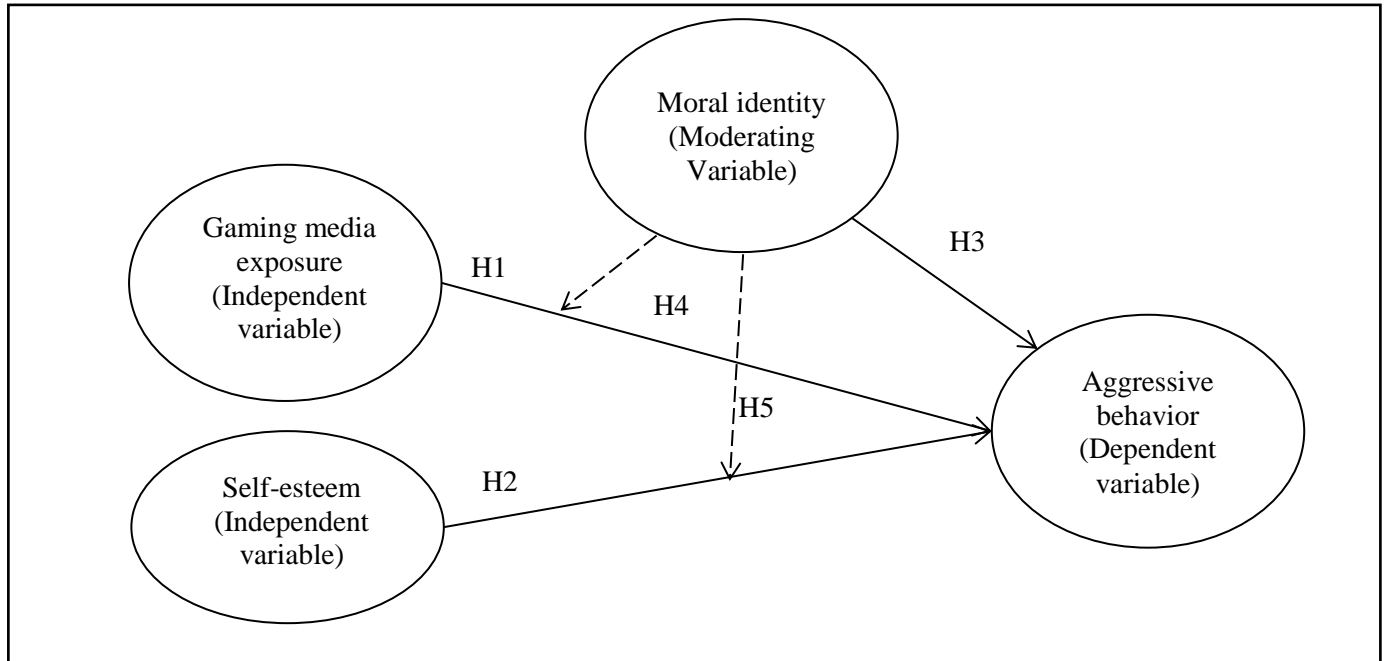 Moral identity
(Moderating
Variable)
Gaming media
exposure
(Independent
variable)
H1
H3
H4
Aggressive
behavior
(Dependent
variable)
H5
Self-esteem
(Independent
variable)
H2